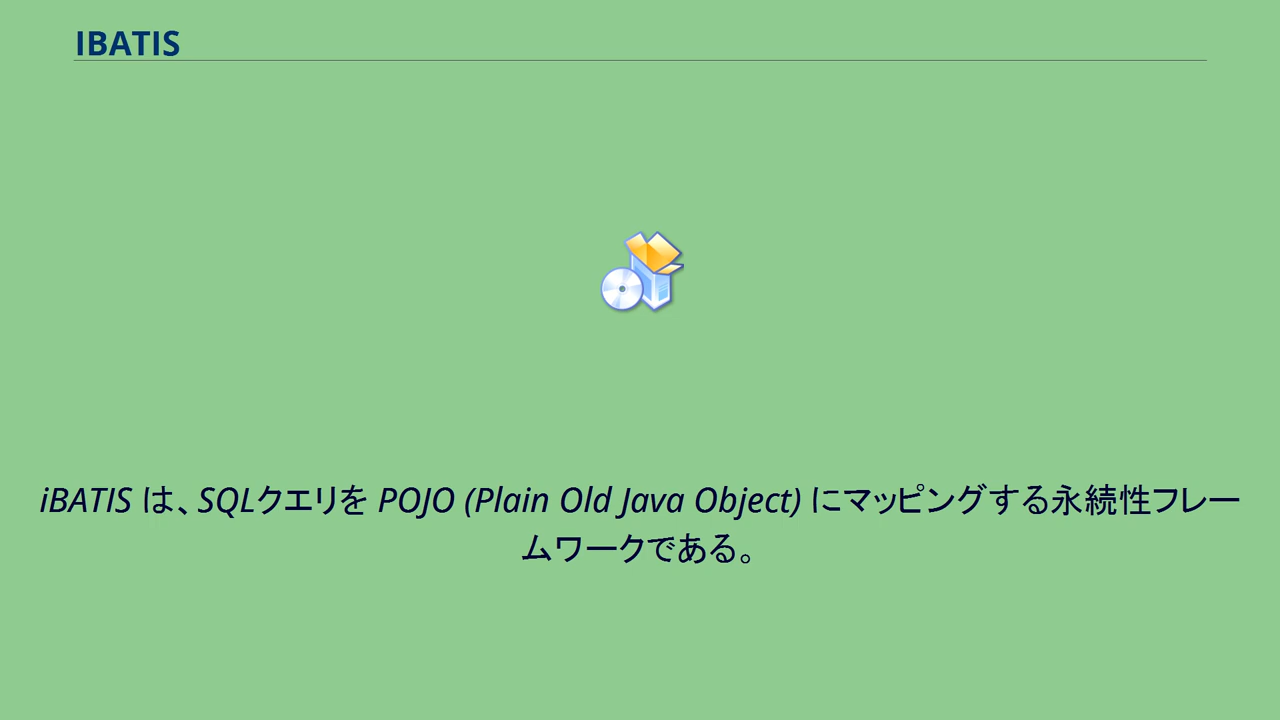 IBATIS
iBATIS は、SQLクエリを POJO (Plain Old Java Object) にマッピングする永続性フレー
ムワークである。